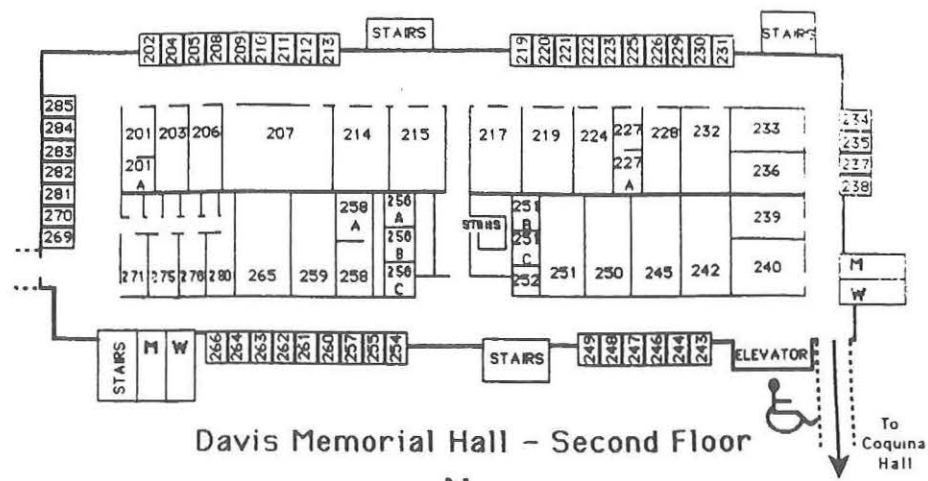 STAIRS
STAIRS
202 204 205 208 209 210 211 212 213
219 220 221 222 223 225 226 229 230 231
285
284
283
282
281
270
269
201 203 206 207 214 215 217 219 224 227 228 232 233
201 A
227 A
236
234
235
237
238
258 A
256 A
256 B
256 C
STAIRS
251 B
251 C
252
239
240
271 275 276 280 265 259 258 251 250 245 242
M
W
STAIRS M W
266 264 263 262 261 260 257 255 254
STAIRS
249 248 247 246 244 243
ELEVATOR
Davis Memorial Hall - Second Floor
To
Coquina
Hall